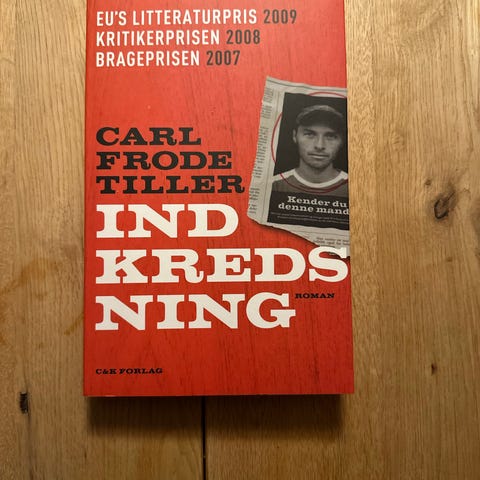 EU'S LITTERATURPRIS 2009
KRITIKERPRISEN 2008
BRAGEPRISEN 2007
CARL
FRODE
TILLER
Kender du
denne mand
IND
KREDS
NING
ROMAN
C&K FORLAG